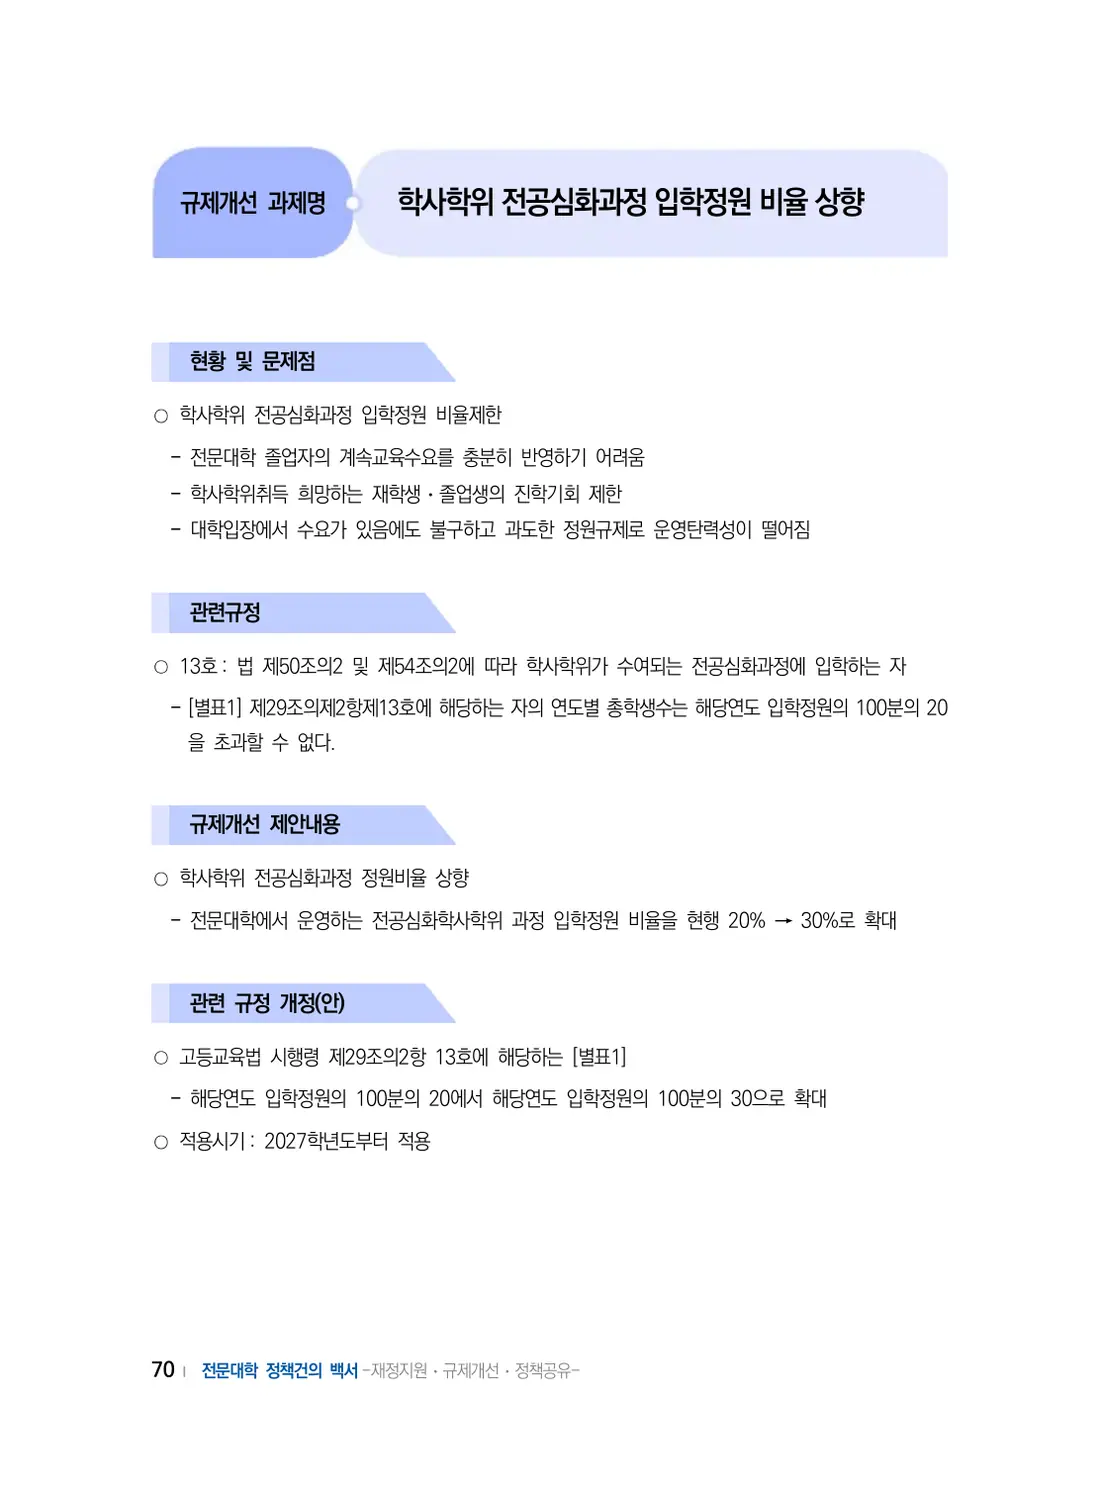 규제개선 과제명
학사학위 전공심화과정 입학정원 비율 상향
현황 및 문제점
○ 학사학위 전공심화과정 입학정원 비율제한
- 전문대학 졸업자의 계속교육수요를 충분히 반영하기 어려움
- 학사학위취득 희망하는 재학생・졸업생의 진학기회 제한
- 대학입장에서 수요가 있음에도 불구하고 과도한 정원규제로 운영탄력성이 떨어짐
관련규정
○ 13호 : 법 제50조의2 및 제54조의2에 따라 학사학위가 수여되는 전공심화과정에 입학하는 자
- [별표1] 제29조의제2항제13호에 해당하는 자의 연도별 총학생수는 해당연도 입학정원의 100분의 20
을 초과할 수 없다.
규제개선 제안내용
○ 학사학위 전공심화과정 정원비율 상향
- 전문대학에서 운영하는 전공심화학사학위 과정 입학정원 비율을 현행 20% → 30%로 확대
관련 규정 개정(안)
○ 고등교육법 시행령 제29조의2항 13호에 해당하는 [별표1]
- 해당연도 입학정원의 100분의 20에서 해당연도 입학정원의 100분의 30으로 확대
○ 적용시기 : 2027학년도부터 적용
70 | 전문대학 정책건의 백서 -재정지원・규제개선・정책공유-